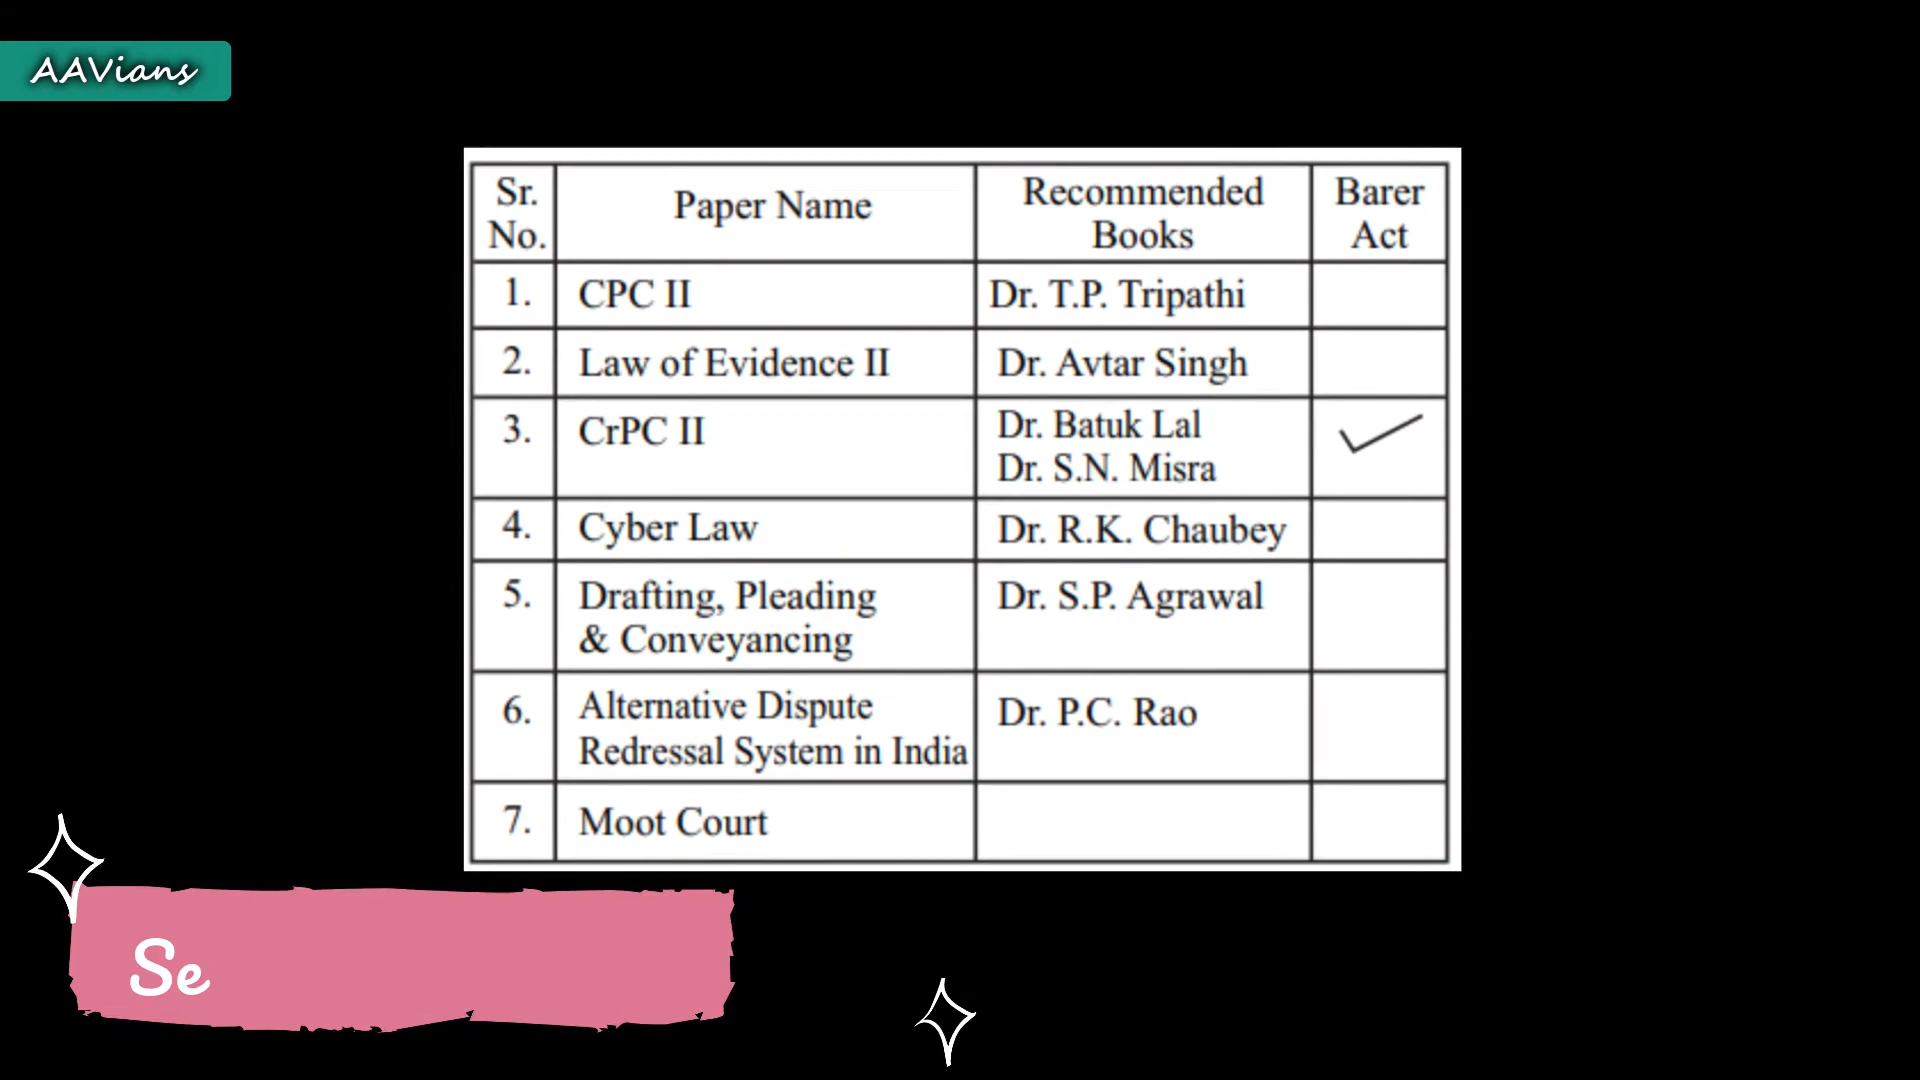 AAVians
Sr. No. Paper Name Recommended Books Barer Act
1. CPC II Dr. T.P. Tripathi
2. Law of Evidence II Dr. Avtar Singh
3. CrPC II Dr. Batuk Lal
Dr. S.N. Misra
4. Cyber Law Dr. R.K. Chaubey
5. Drafting, Pleading Dr. S.P. Agrawal
& Conveyancing
6. Alternative Dispute Dr. P.C. Rao
Redressal System in India
7. Moot Court
Se